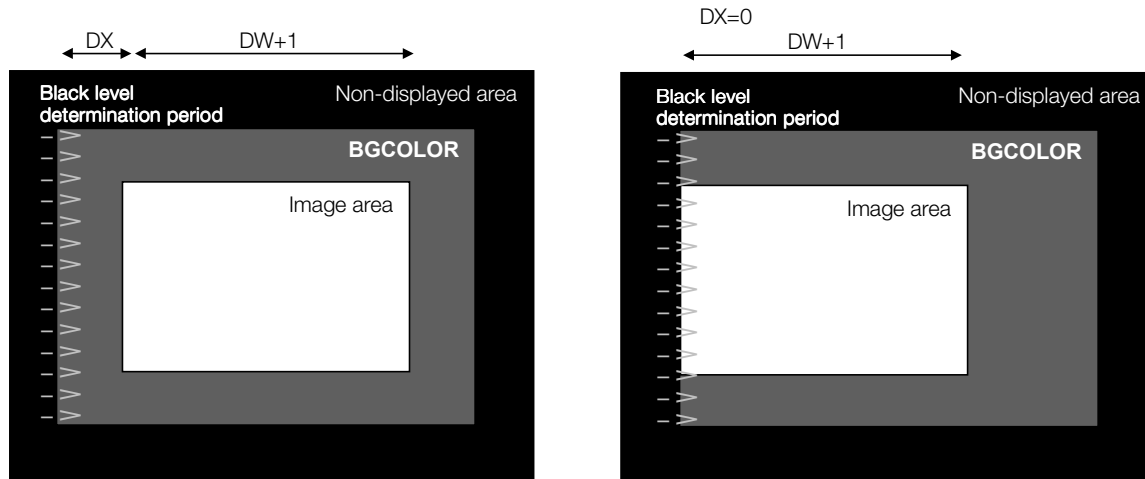 DX
DW+1
Black level
determination period
Non-displayed area
BGCOLOR
Image area
DX=0
DW+1
Black level
determination period
Non-displayed area
BGCOLOR
Image area